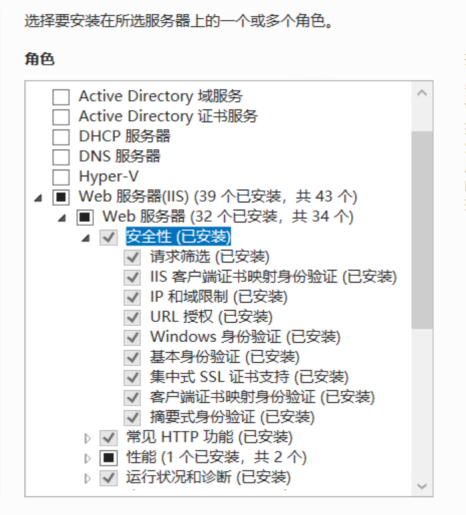 选择要安装在所选服务器上的一个或多个角色。
角色
Active Directory 域服务
Active Directory 证书服务
DHCP 服务器
DNS 服务器
Hyper-V
Web 服务器(IIS) (39 个已安装，共 43 个)
Web 服务器 (32 个已安装，共 34 个)
安全性 (已安装)
请求筛选 (已安装)
IIS 客户端证书映射身份验证 (已安装)
IP 和域限制 (已安装)
URL 授权 (已安装)
Windows 身份验证 (已安装)
基本身份验证 (已安装)
集中式 SSL 证书支持 (已安装)
客户端证书映射身份验证 (已安装)
摘要式身份验证 (已安装)
常见 HTTP 功能 (已安装)
性能 (1 个已安装，共 2 个)
运行状况和诊断 (已安装)